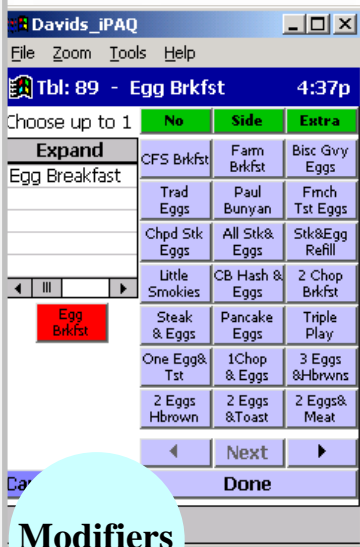 Davids_iPAQ
File Zoom Tools Help
Tbl: 89 - Egg Brkfst 4:37p
Choose up to 1 No Side Extra
Expand
Egg Breakfast
CFS Brkfst Farm Brkfst Bisc Gvy Eggs
Trad Eggs Paul Bunyan Frnch Tst Eggs
Chpd Stk Eggs All Stk& Eggs Stk&Egg Refill
Little Smokies CB Hash & Eggs 2 Chop Brkfst
Egg Brkfst
Steak & Eggs Pancake Eggs Triple Play
One Egg& Tst 1Chop & Eggs 3 Eggs &Hbrwns
2 Eggs Hbrown 2 Eggs &Toast 2 Eggs& Meat
Next
Done
Modifiers